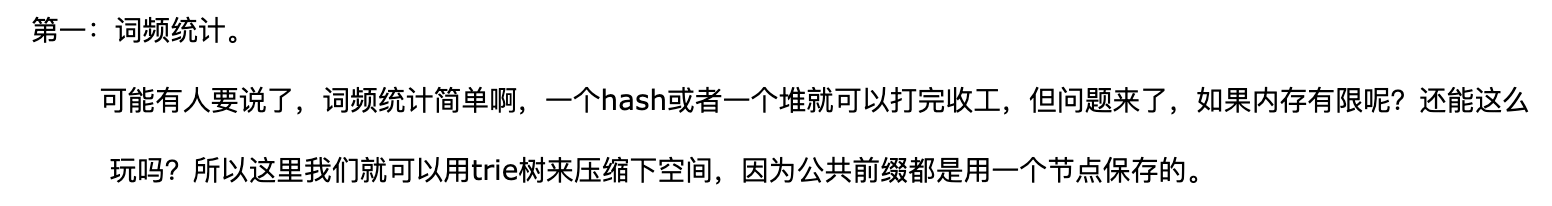 第一：词频统计。
可能有人要说了，词频统计简单啊，一个hash或者一个堆就可以打完收工，但问题来了，如果内存有限呢？还能这么
玩吗？所以这里我们就可以用trie树来压缩下空间，因为公共前缀都是用一个节点保存的。